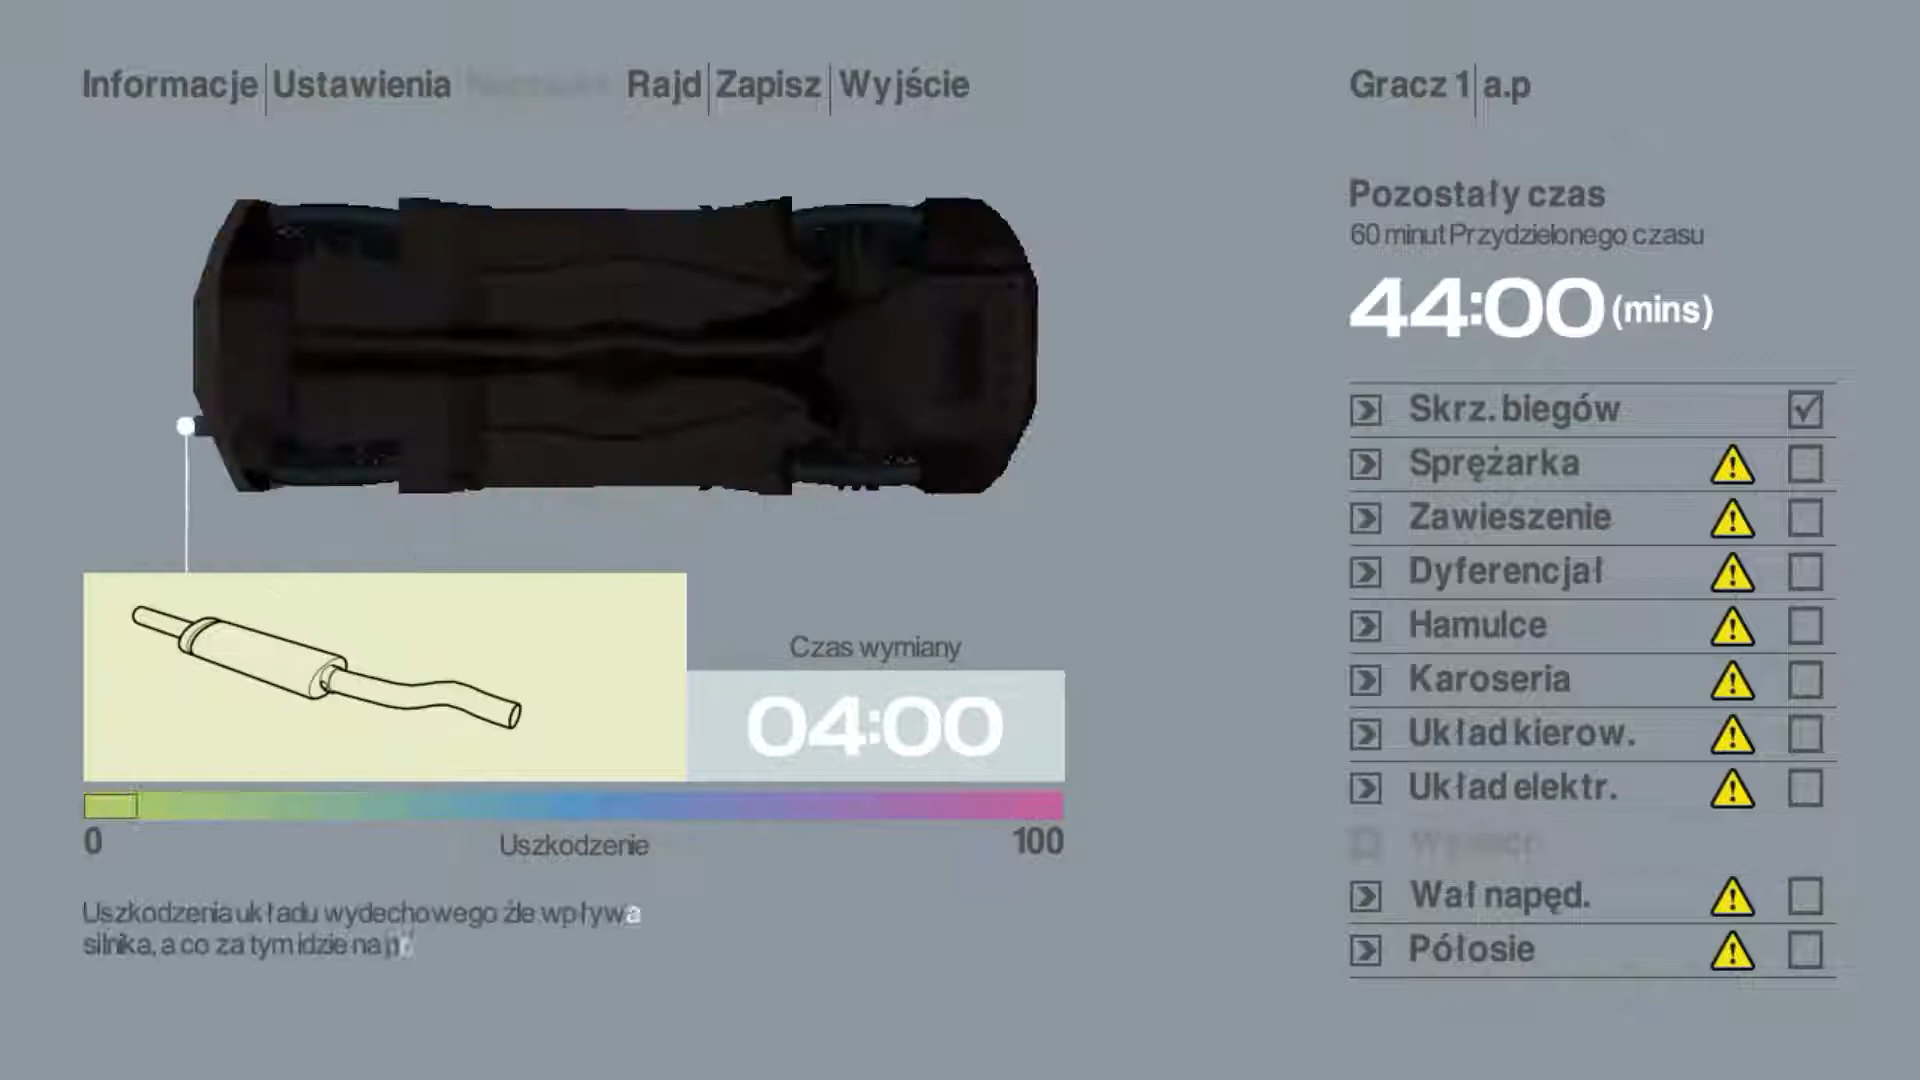 Informacje Ustawienia Rajd Zapisz Wyjście
Gracz 1 a.p
Pozostały czas
60 minut Przydzielonego czasu
44:00 (mins)
Skrz. biegów
Sprężarka
Zawieszenie
Dyferencjał
Hamulce
Karoseria
Układ kierow.
Układ elektr.
Wał napęd.
Półosie
Czas wymiany
04:00
0 Uszkodzenie 100
Uszkodzenia układu wydechowego źle wpływa
silnika, a co za tym idzie na